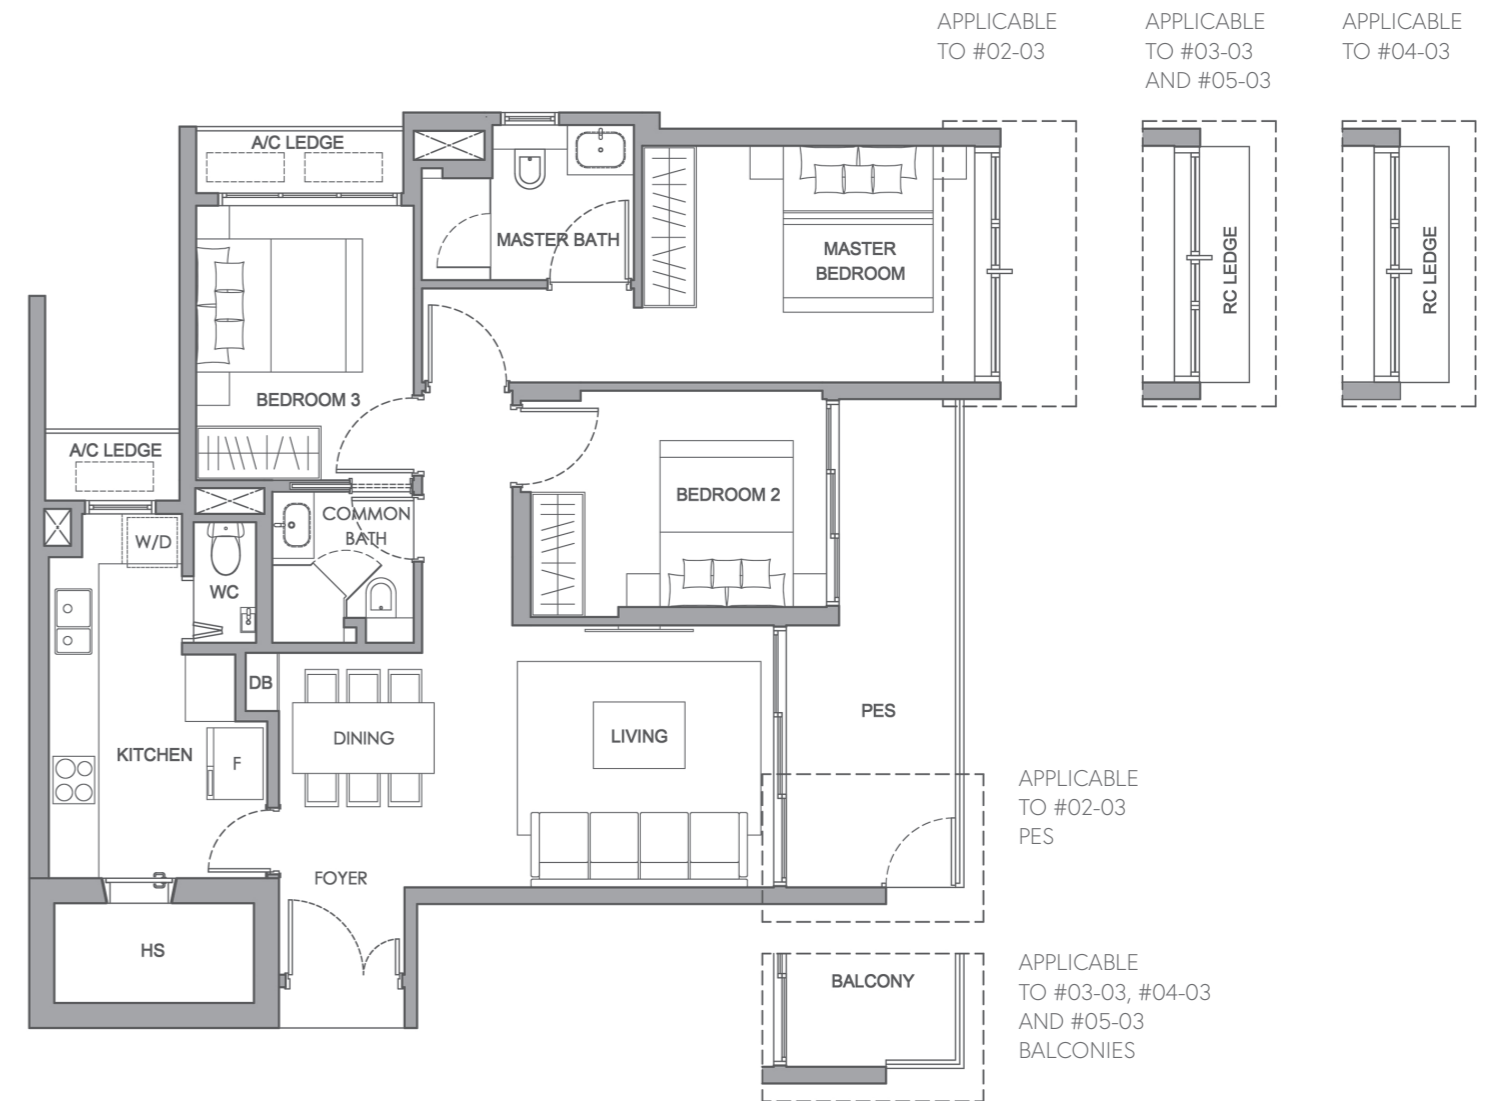 APPLICABLE
TO #02-03
APPLICABLE
TO #03-03
AND #05-03
APPLICABLE
TO #04-03
A/C LEDGE
MASTER BATH
MASTER
BEDROOM
RC LEDGE
RC LEDGE
BEDROOM 3
A/C LEDGE
BEDROOM 2
COMMON
BATH
W/D
WC
DB
PES
DINING
LIVING
KITCHEN
F
APPLICABLE
TO #02-03
PES
FOYER
HS
BALCONY
APPLICABLE
TO #03-03, #04-03
AND #05-03
BALCONIES